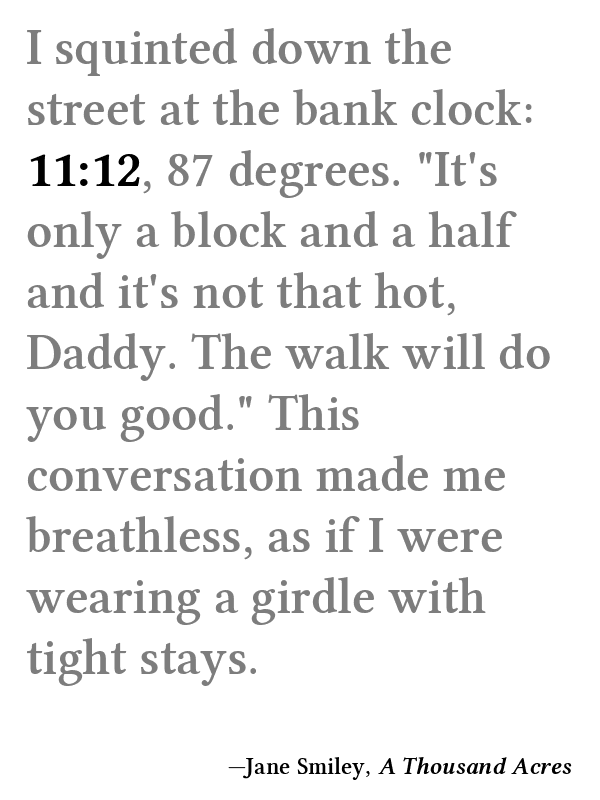 I squinted down the
street at the bank clock:
11:12, 87 degrees. "It's
only a block and a half
and it's not that hot,
Daddy. The walk will do
you good." This
conversation made me
breathless, as if I were
wearing a girdle with
tight stays.
—Jane Smiley, A Thousand Acres